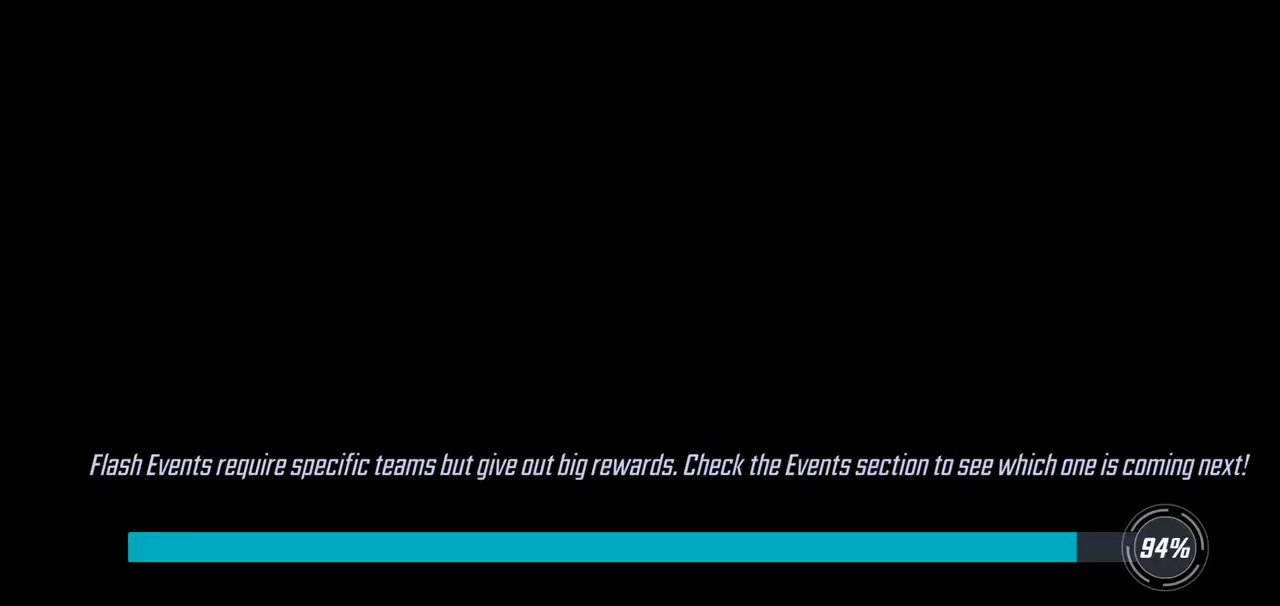 Flash Events require specific teams but give out big rewards. Check the Events section to see which one is coming next!
94%